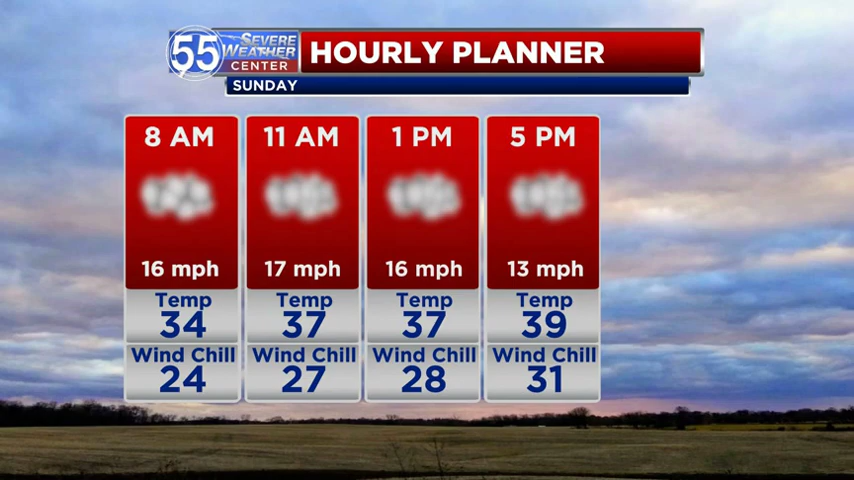 55 SEVERE WEATHER CENTER
HOURLY PLANNER
SUNDAY
8 AM
16 mph
Temp
34
Wind Chill
24
11 AM
17 mph
Temp
37
Wind Chill
27
1 PM
16 mph
Temp
37
Wind Chill
28
5 PM
13 mph
Temp
39
Wind Chill
31